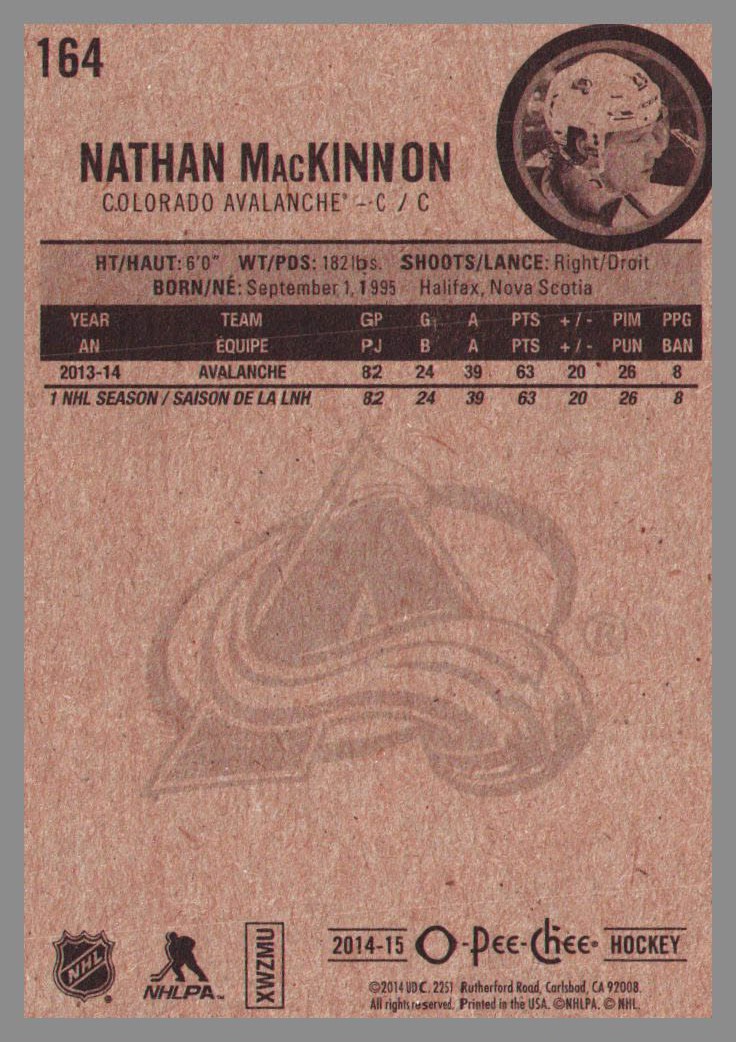 164
NATHAN MacKINNON
COLORADO AVALANCHE® – C / C
HT/HAUT: 6'0" WT/PDS: 182 lbs. SHOOTS/LANCE: Right/Droit
BORN/NÉ: September 1, 1995 Halifax, Nova Scotia
YEAR TEAM GP G A PTS +/- PIM PPG
AN ÉQUIPE PJ B A PTS +/- PUN BAN
2013-14 AVALANCHE 82 24 39 63 20 26 8
1 NHL SEASON / SAISON DE LA LNH 82 24 39 63 20 26 8
®
NHL
NHLPA™
XWZMU
2014-15 O-Pee-Chee® HOCKEY
©2014 UDC. 2251 Rutherford Road, Carlsbad, CA 92008.
All rights reserved. Printed in the USA. ©NHLPA. © NHL.